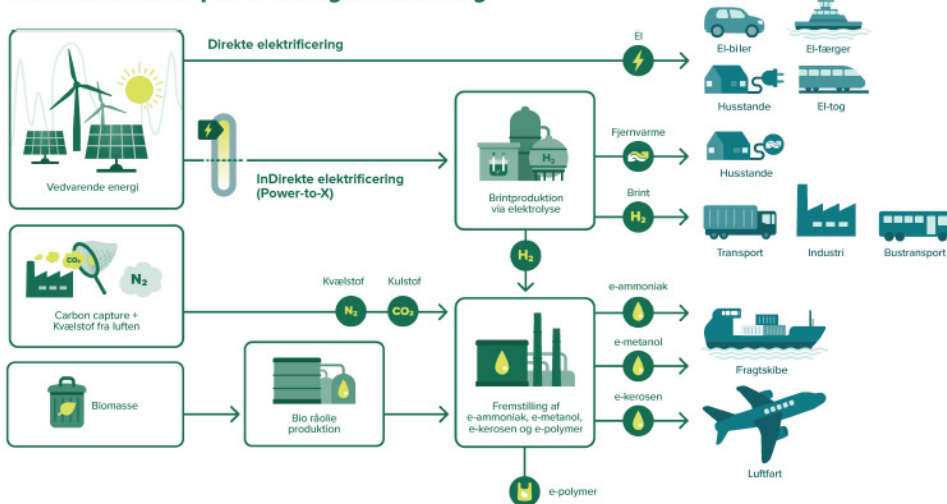 Direkte elektrificering
El
El-biler
El-færger
Husstande
El-tog
Vedvarende energi
InDirekte elektrificering
(Power-to-X)
H₂
Brintproduktion
via elektrolyse
Fjernvarme
Husstande
Brint
H₂
Transport
Industri
Bustransport
H₂
CO₂
N₂
Carbon capture +
Kvælstof fra luften
Kvælstof
Kulstof
N₂
CO₂
Biomasse
Bio råolie
produktion
Fremstilling af
e-ammoniak, e-metanol,
e-kerosen og e-polymer
e-ammoniak
e-metanol
Fragtskibe
e-kerosen
Luftfart
e-polymer